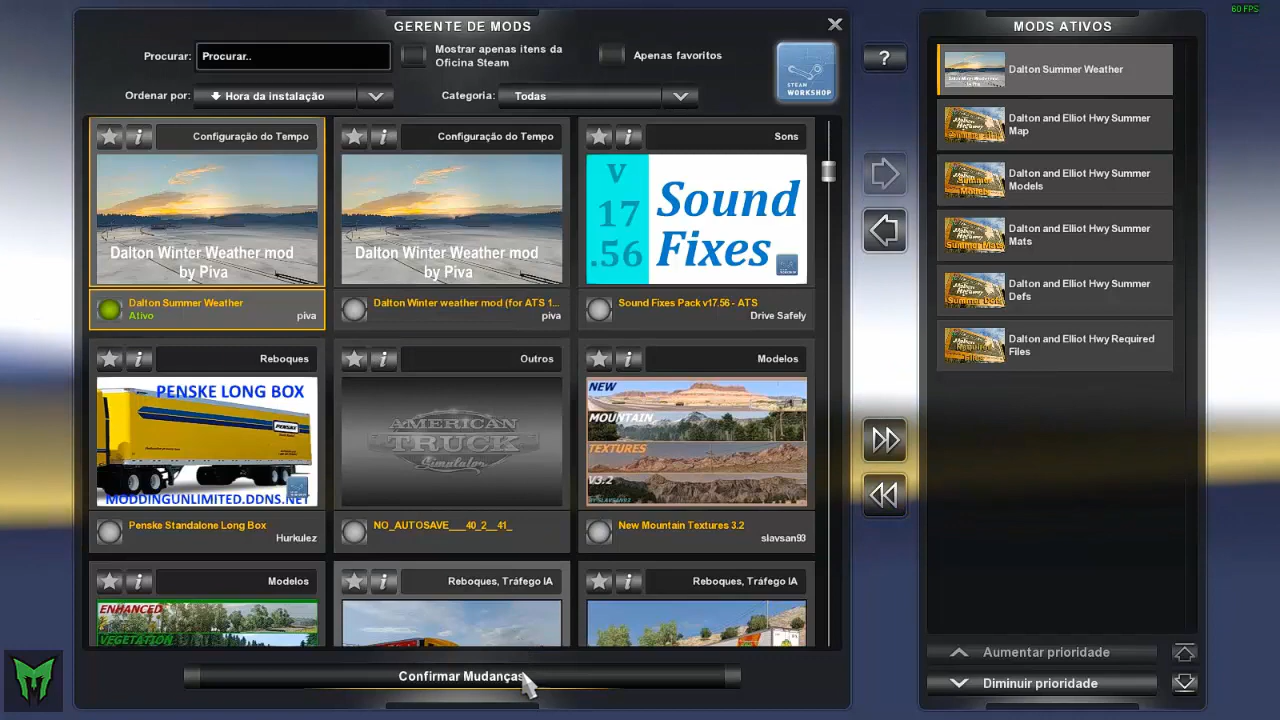 60 FPS
GERENTE DE MODS
Procurar:
Procurar..
Mostrar apenas itens da
Oficina Steam
Apenas favoritos
STEAM
WORKSHOP
Ordenar por:
Hora da instalação
Categoria:
Todas
Configuração do Tempo
Dalton Winter Weather mod
by Piva
Dalton Summer Weather
Ativo
piva
Configuração do Tempo
Dalton Winter Weather mod
by Piva
Dalton Winter weather mod (for ATS 1...
piva
Sons
v
17
.56
Sound
Fixes
Sound Fixes Pack v17.56 - ATS
Drive Safely
Reboques
PENSKE LONG BOX
PENSKE
MODDINGUNLIMITED.DDNS.NET
Penske Standalone Long Box
Hurkulez
Outros
AMERICAN
TRUCK
Simulator
NO_AUTOSAVE___40_2__41_
Modelos
NEW
MOUNTAIN
TEXTURES
V3.2
New Mountain Textures 3.2
slavsan93
Modelos
ENHANCED
VEGETATION
Reboques, Tráfego IA
Reboques, Tráfego IA
Confirmar Mudanças
?
MODS ATIVOS
Dalton Summer Weather
Dalton and Elliot Hwy Summer
Map
Dalton and Elliot Hwy Summer
Models
Dalton and Elliot Hwy Summer
Mats
Dalton and Elliot Hwy Summer
Defs
Dalton and Elliot Hwy Required
Files
Aumentar prioridade
Diminuir prioridade